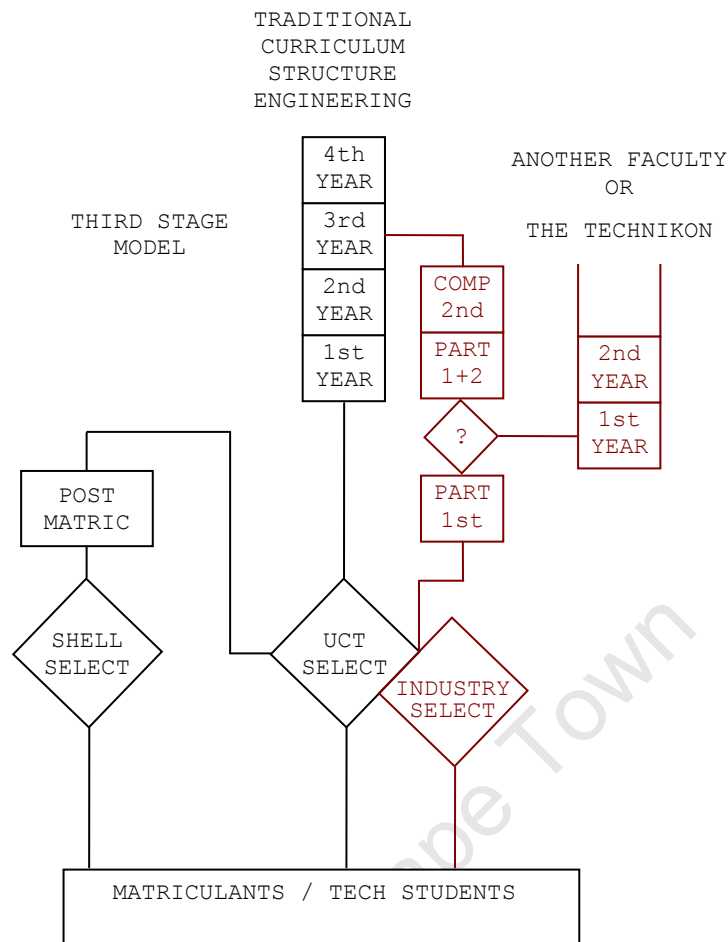 TRADITIONAL
CURRICULUM
STRUCTURE
ENGINEERING
4th
YEAR
ANOTHER FACULTY
OR
THE TECHNIKON
THIRD STAGE
MODEL
3rd
YEAR
COMP
2nd
2nd
YEAR
PART
1+2
1st
YEAR
2nd
YEAR
?
1st
YEAR
POST
MATRIC
PART
1st
SHELL
SELECT
UCT
SELECT
INDUSTRY
SELECT
Town
MATRICULANTS / TECH STUDENTS